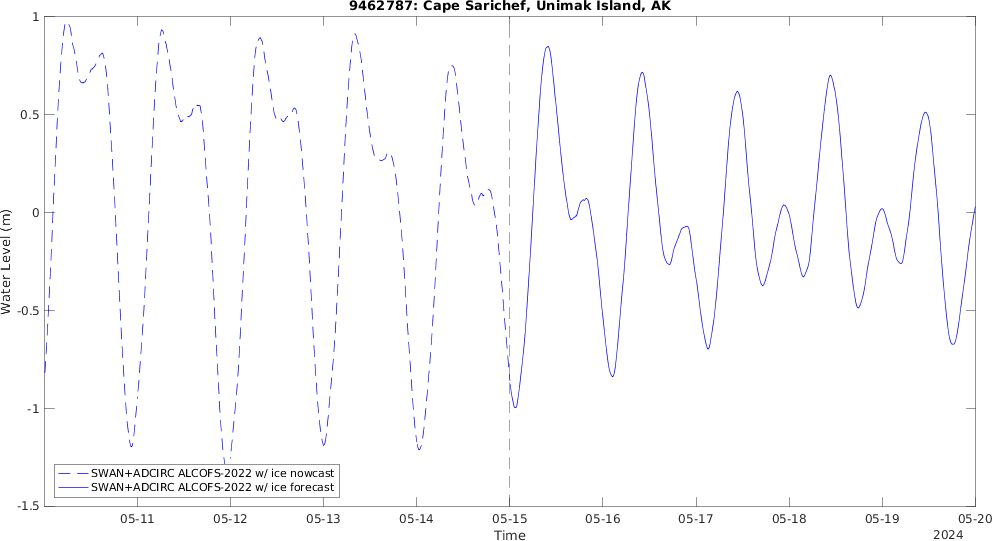 9462787: Cape Sarichef, Unimak Island, AK
1
0.5
0
-0.5
-1
-1.5
Water Level (m)
SWAN+ADCIRC ALCOFS-2022 w/ ice nowcast
SWAN+ADCIRC ALCOFS-2022 w/ ice forecast
05-11 05-12 05-13 05-14 05-15 05-16 05-17 05-18 05-19 05-20
Time
2024